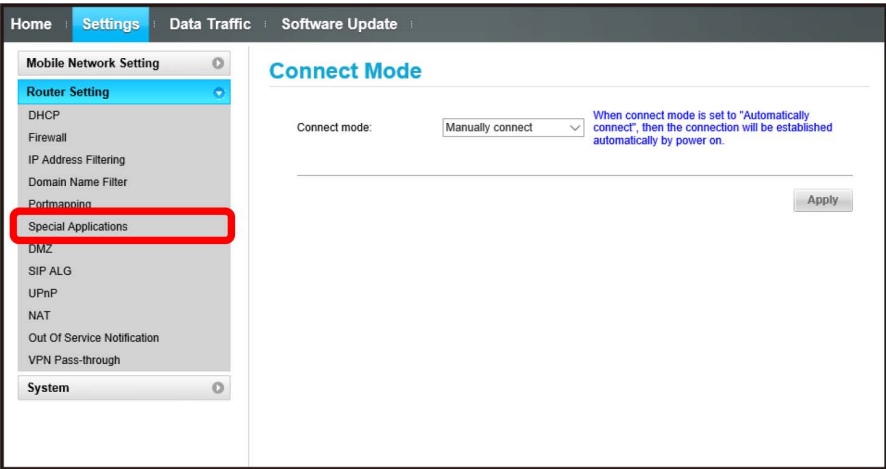 Home Settings Data Traffic Software Update
Mobile Network Setting
Router Setting
DHCP
Firewall
IP Address Filtering
Domain Name Filter
Portmapping
Special Applications
DMZ
SIP ALG
UPnP
NAT
Out Of Service Notification
VPN Pass-through
System
Connect Mode
Connect mode:
Manually connect
When connect mode is set to "Automatically
connect", then the connection will be established
automatically by power on.
Apply